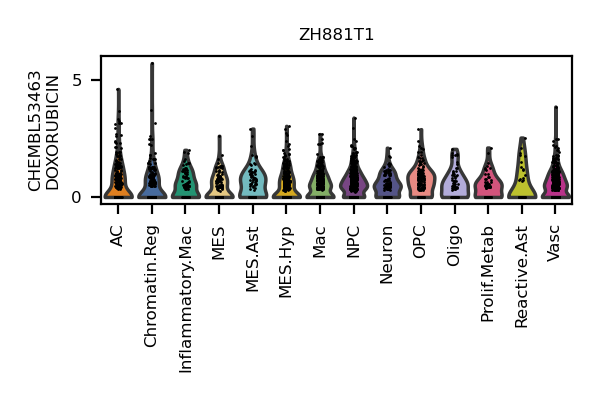 ZH881T1
CHEMBL53463
DOXORUBICIN
5
0
AC
Chromatin.Reg
Inflammatory.Mac
MES
MES.Ast
MES.Hyp
Mac
NPC
Neuron
OPC
Oligo
Prolif.Metab
Reactive.Ast
Vasc